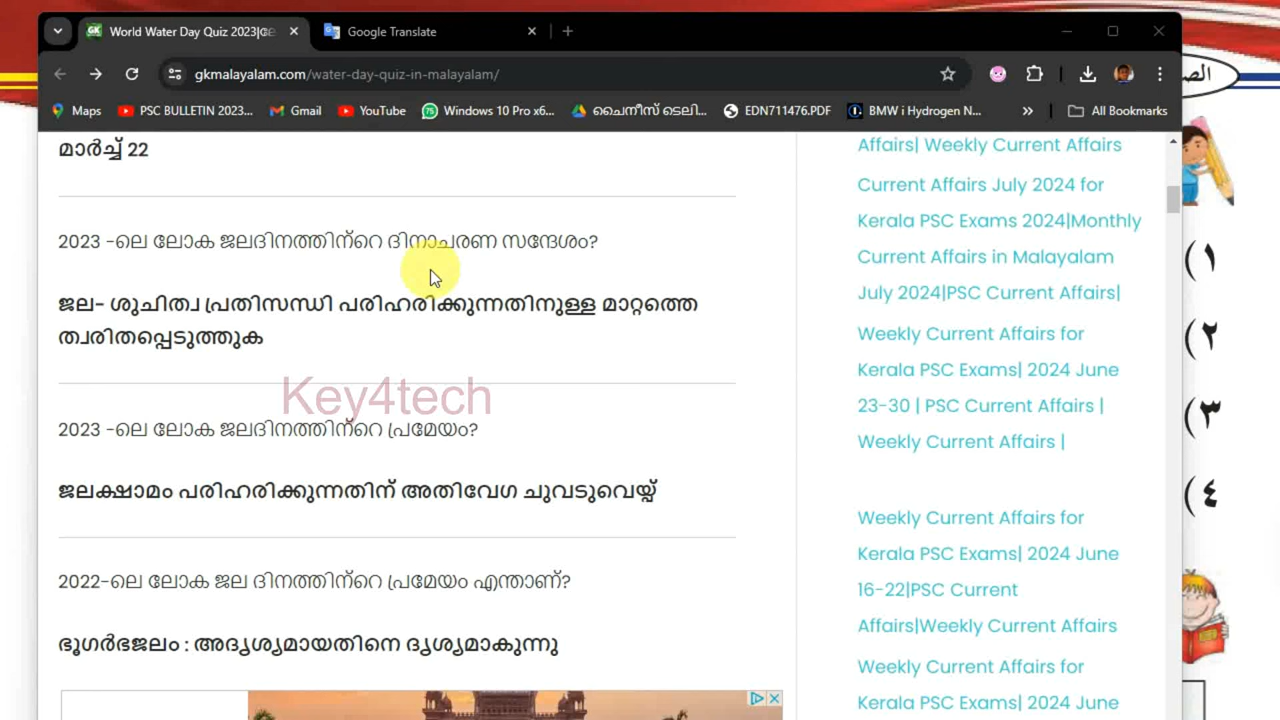 World Water Day Quiz 2023|ലേ
Google Translate
gkmalayalam.com/water-day-quiz-in-malayalam/
Maps
PSC BULLETIN 2023...
Gmail
YouTube
Windows 10 Pro x6...
ചൈനീസ് ടെലി...
EDN711476.PDF
BMW i Hydrogen N...
All Bookmarks
മാർച്ച് 22
2023 -ലെ ലോക ജലദിനത്തിന്റെ ദിനാചരണ സന്ദേശം?
ജല- ശുചിത്വ പ്രതിസന്ധി പരിഹരിക്കുന്നതിനുള്ള മാറ്റത്തെ
ത്വരിതപ്പെടുത്തുക
Key4tech
2023 -ലെ ലോക ജലദിനത്തിന്റെ പ്രമേയം?
ജലക്ഷാമം പരിഹരിക്കുന്നതിന് അതിവേഗ ചുവടുവെയ്പ്പ്
2022-ലെ ലോക ജല ദിനത്തിന്റെ പ്രമേയം എന്താണ്?
ഭൂഗർഭജലം : അദൃശ്യമായതിനെ ദൃശ്യമാകുന്നു
Affairs| Weekly Current Affairs
Current Affairs July 2024 for
Kerala PSC Exams 2024|Monthly
Current Affairs in Malayalam
July 2024|PSC Current Affairs|
Weekly Current Affairs for
Kerala PSC Exams| 2024 June
23-30 | PSC Current Affairs |
Weekly Current Affairs |
Weekly Current Affairs for
Kerala PSC Exams| 2024 June
16-22|PSC Current
Affairs|Weekly Current Affairs
Weekly Current Affairs for
Kerala PSC Exams| 2024 June
الص
١)
٢)
٣)
٤)